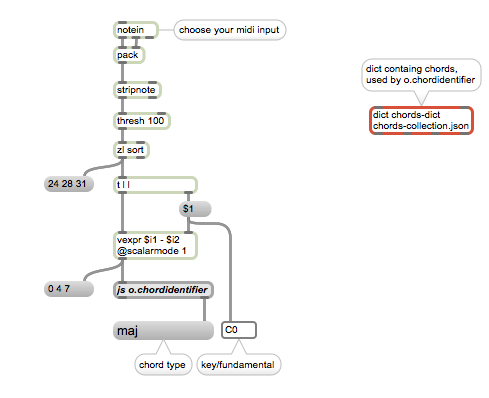 notein
choose your midi input
pack
stripnote
thresh 100
zl sort
24 28 31
t l l
$1
vexpr $i1 - $i2
@scalarmode 1
0 4 7
js o.chordidentifier
maj
C0
chord type
key/fundamental
dict containg chords,
used by o.chordidentifier
dict chords-dict
chords-collection.json